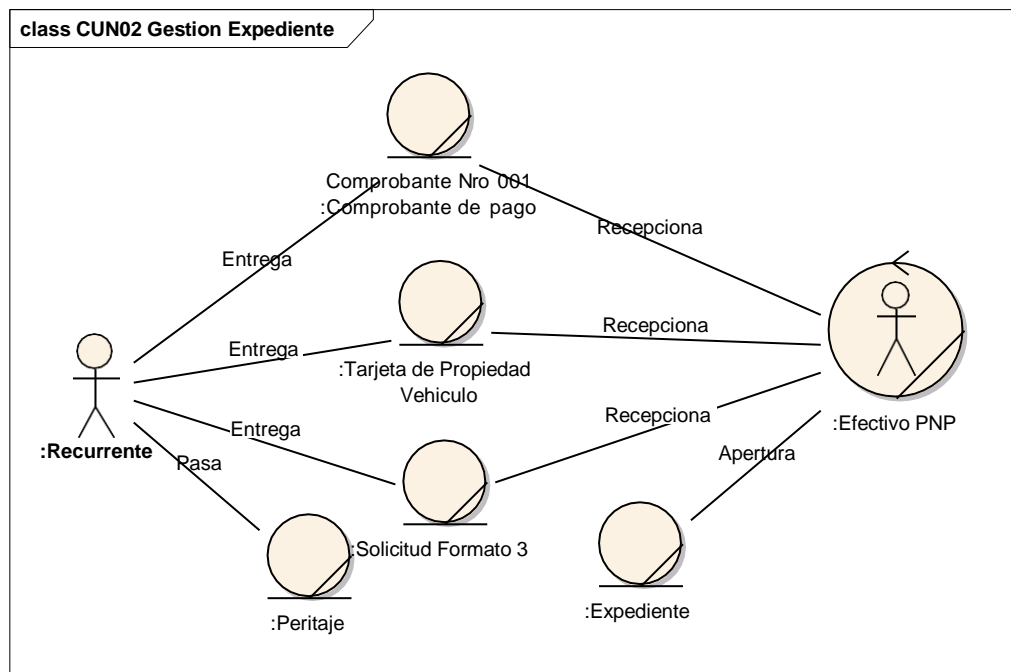 class CUN02 Gestion Expediente
Comprobante Nro 001
:Comprobante de pago
Entrega
Recepciona
Entrega
Recepciona
:Tarjeta de Propiedad
Vehiculo
:Recurrente
Entrega
Recepciona
:Efectivo PNP
Pasa
Apertura
:Solicitud Formato 3
:Peritaje
:Expediente